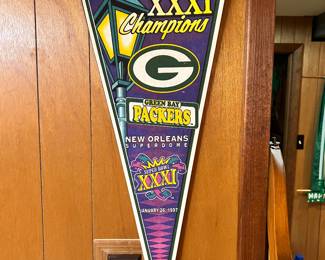 XXXI
Champions
G
GREEN BAY
PACKERS
NEW ORLEANS
SUPERDOME
SUPER BOWL
XXXI
JANUARY 26, 1997